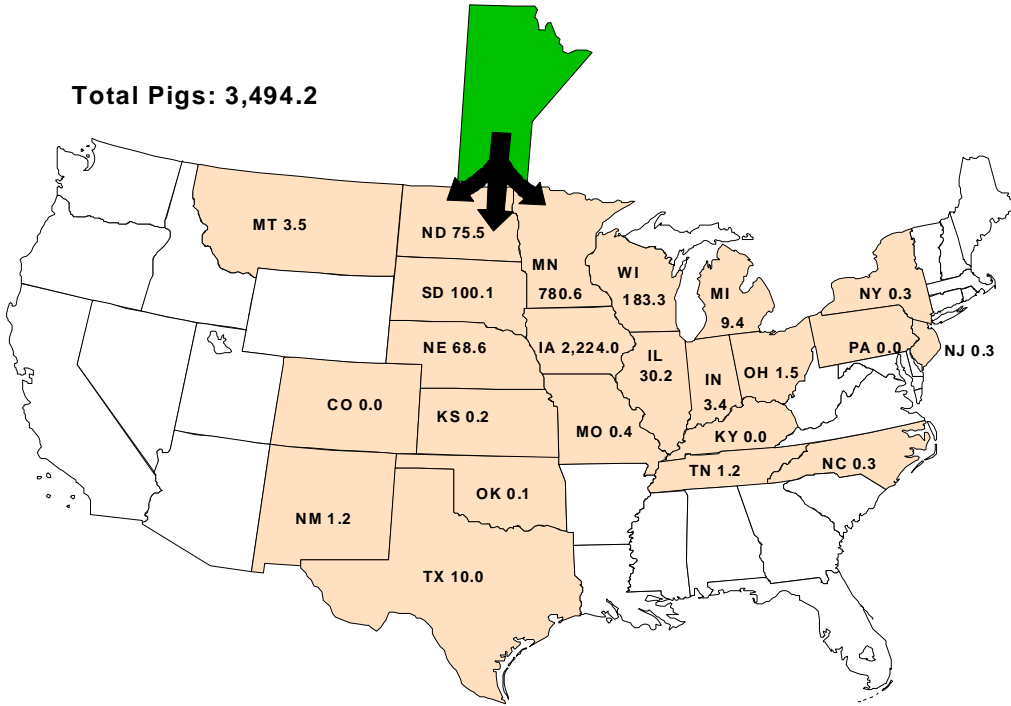 Total Pigs: 3,494.2
MT 3.5
ND 75.5
MN
780.6
WI
183.3
MI
9.4
NY 0.3
SD 100.1
NE 68.6
IA 2,224.0
IL
30.2
IN
3.4
OH 1.5
PA 0.0
NJ 0.3
CO 0.0
KS 0.2
MO 0.4
KY 0.0
TN 1.2
NC 0.3
NM 1.2
OK 0.1
TX 10.0